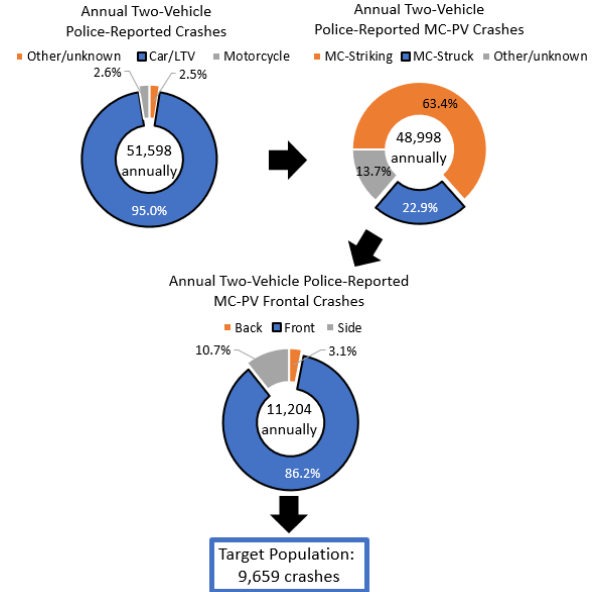 Annual Two-Vehicle
Police-Reported Crashes
Other/unknown Car/LTV Motorcycle
2.6%
2.5%
51,598
annually
95.0%
Annual Two-Vehicle
Police-Reported MC-PV Crashes
MC-Striking MC-Struck Other/unknown
63.4%
48,998
annually
13.7%
22.9%
Annual Two-Vehicle Police-Reported
MC-PV Frontal Crashes
Back Front Side
10.7%
3.1%
11,204
annually
86.2%
Target Population:
9,659 crashes